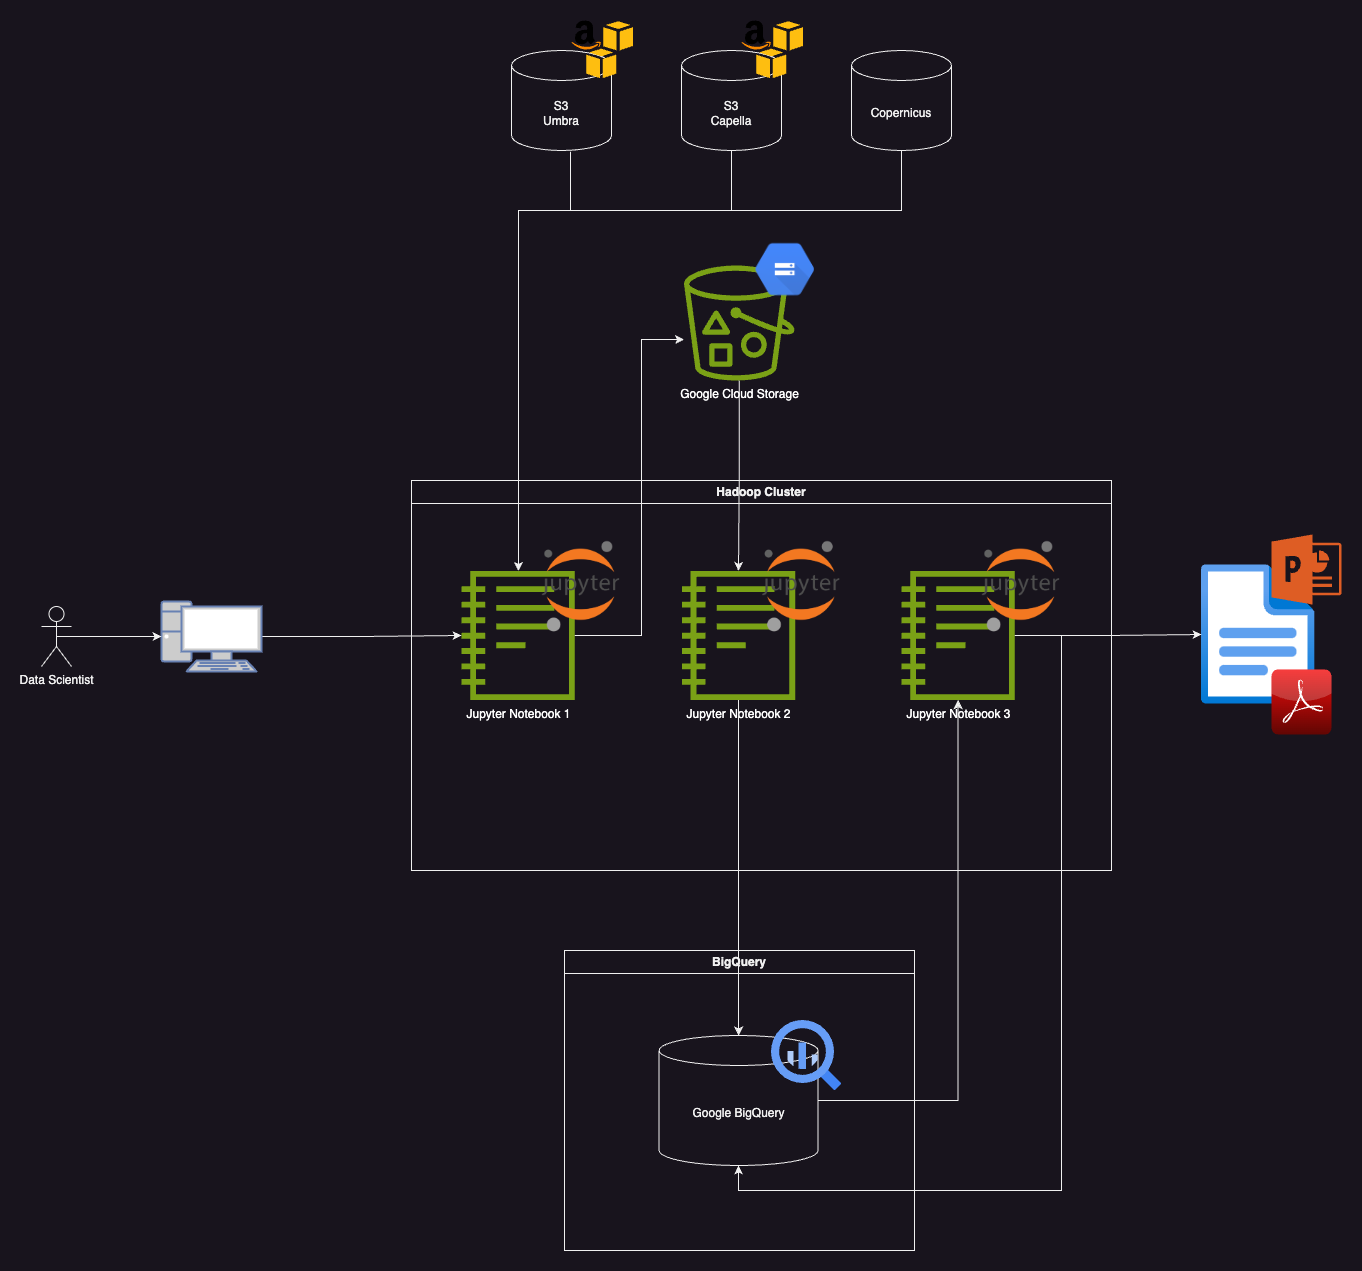 a
a
S3
Umbra
S3
Capella
Copernicus
Google Cloud Storage
Hadoop Cluster
jupyter
jupyter
jupyter
P
Data Scientist
Jupyter Notebook 1
Jupyter Notebook 2
Jupyter Notebook 3
BigQuery
Google BigQuery